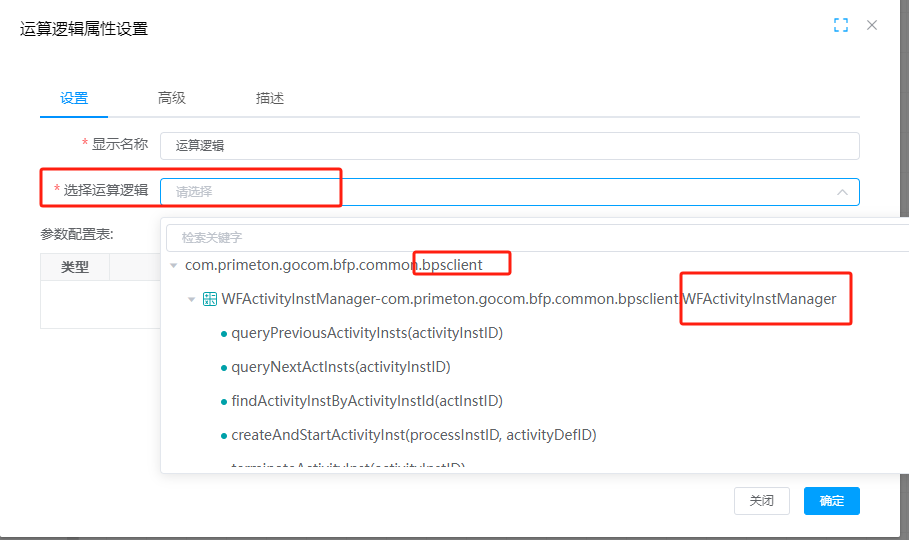 运算逻辑属性设置
设置 高级 描述
* 显示名称 运算逻辑
* 选择运算逻辑 请选择
参数配置表: 检索关键字
类型 com.primeton.gocom.bfp.common.bpsclient
WFActivityInstManager-com.primeton.gocom.bfp.common.bpsclient.WFActivityInstManager
queryPreviousActivityInsts(activityInstID)
queryNextActInsts(activityInstID)
findActivityInstByActivityInstId(actInstID)
createAndStartActivityInst(processInstID, activityDefID)
terminateActivityInst(activityInstID)
关闭 确定